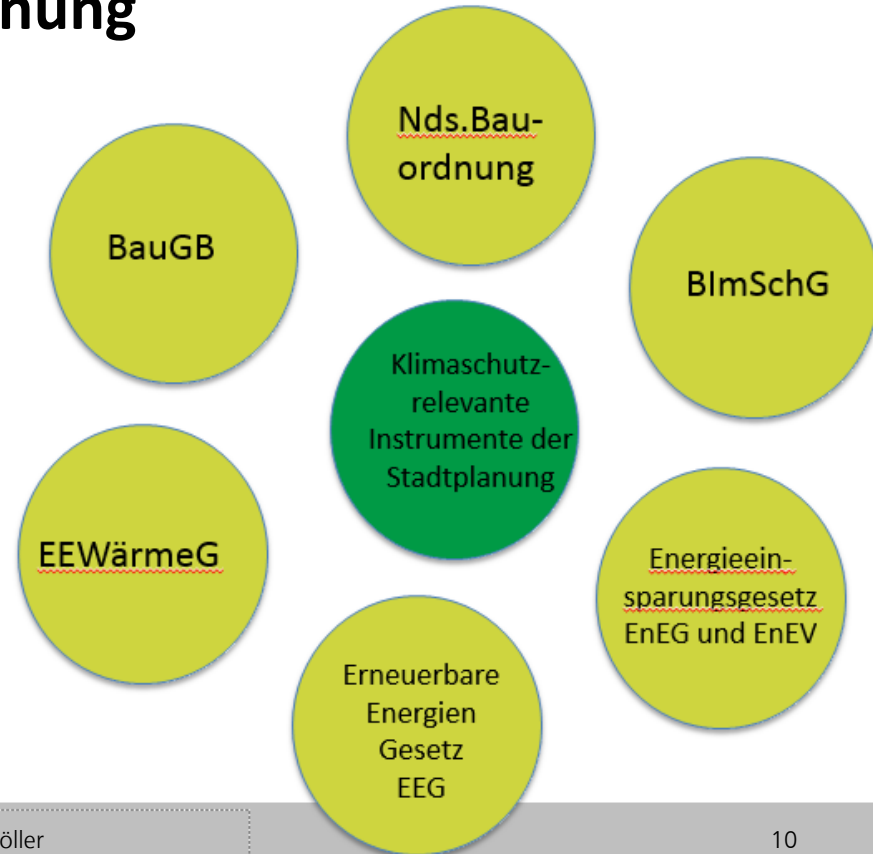 nung
Nds.Bau-
ordnung
BauGB
BImSchG
Klimaschutz-
relevante
Instrumente der
Stadtplanung
EEWärmeG
Energieein-
sparungsgesetz
EnEG und EnEV
Erneuerbare
Energien
Gesetz
EEG
öller
10